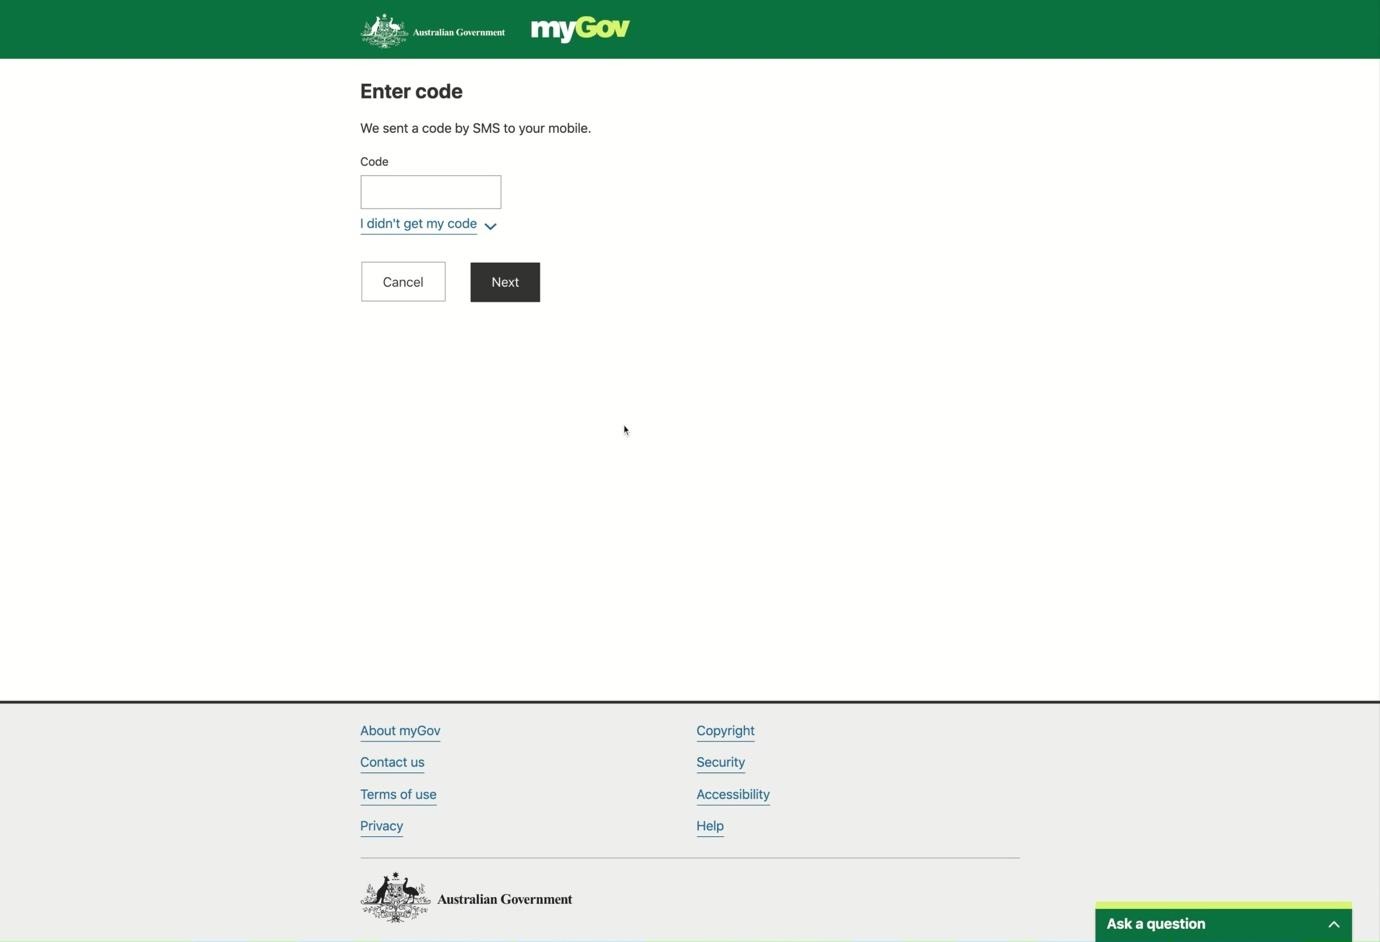 Australian Government myGov
Enter code
We sent a code by SMS to your mobile.
Code
I didn't get my code
Cancel Next
About myGov Copyright
Contact us Security
Terms of use Accessibility
Privacy Help
Australian Government
Ask a question